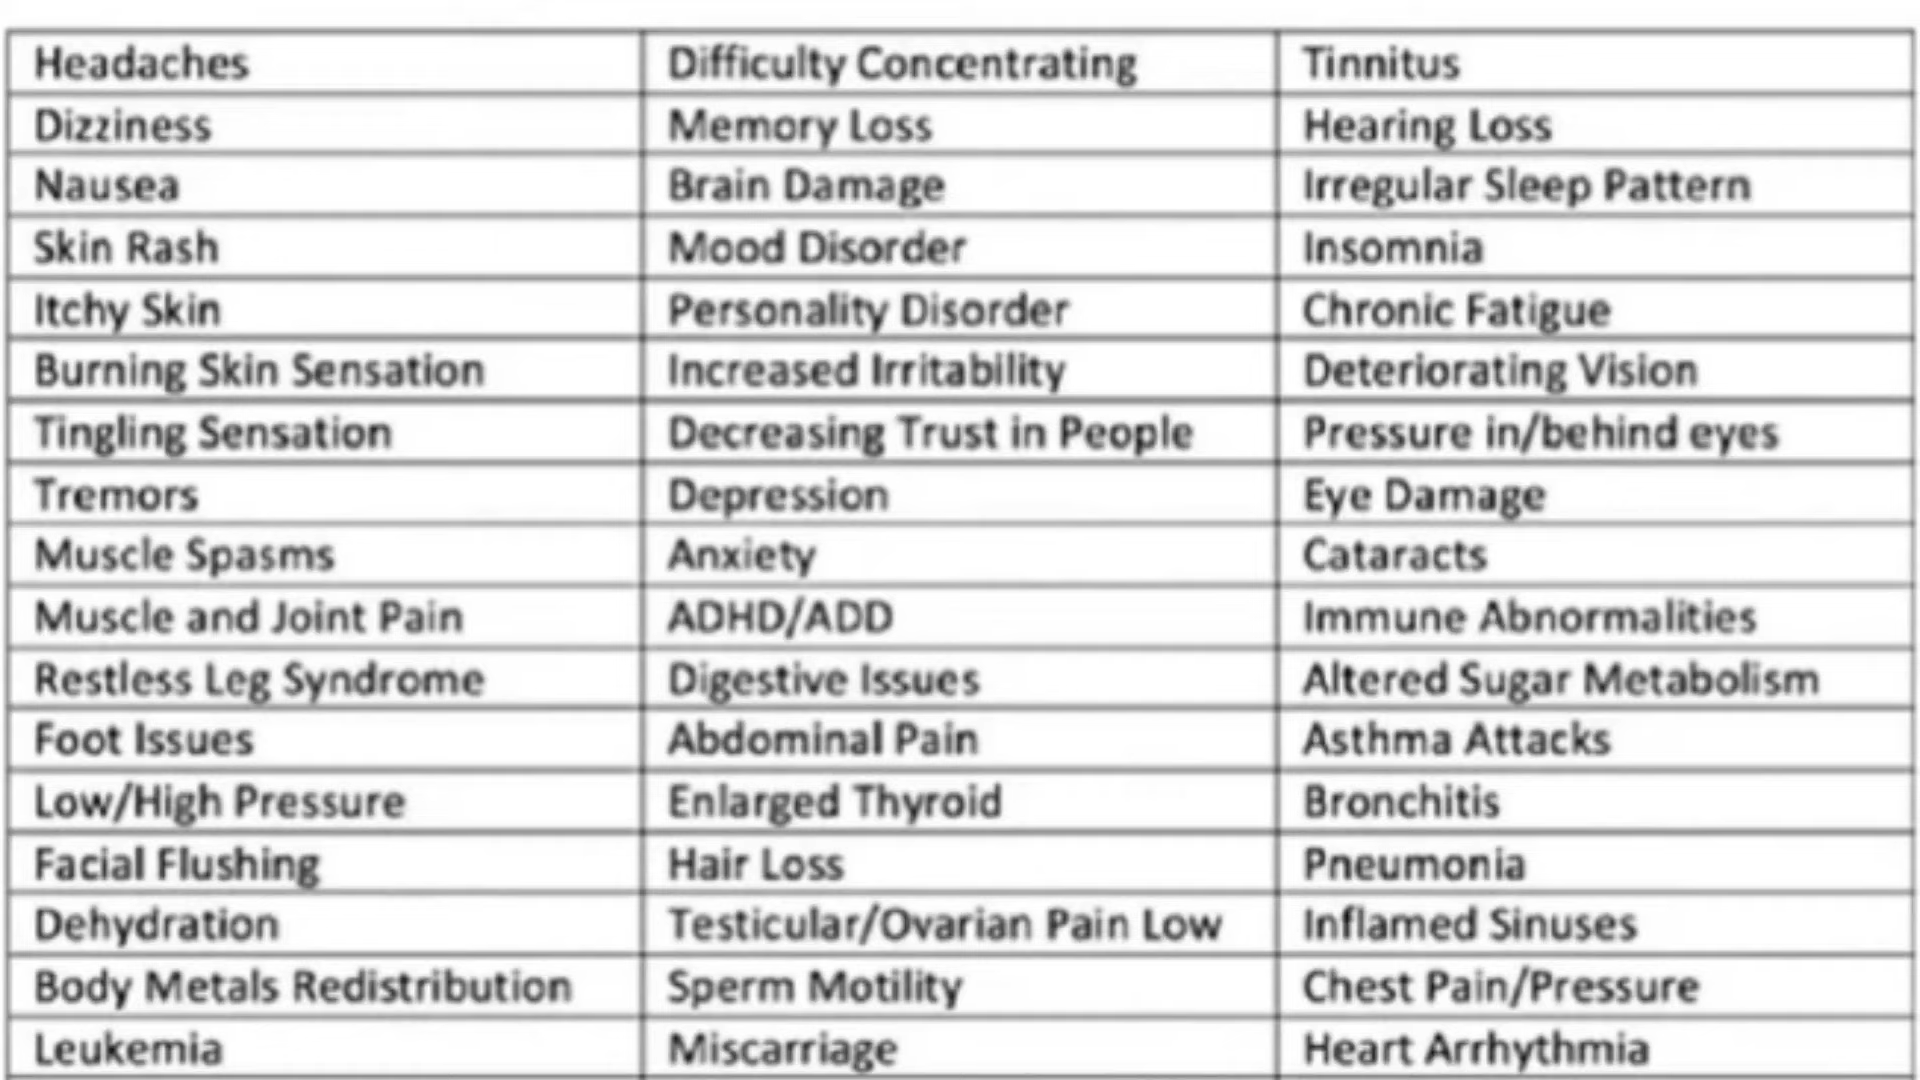 Headaches Difficulty Concentrating Tinnitus
Dizziness Memory Loss Hearing Loss
Nausea Brain Damage Irregular Sleep Pattern
Skin Rash Mood Disorder Insomnia
Itchy Skin Personality Disorder Chronic Fatigue
Burning Skin Sensation Increased Irritability Deteriorating Vision
Tingling Sensation Decreasing Trust in People Pressure in/behind eyes
Tremors Depression Eye Damage
Muscle Spasms Anxiety Cataracts
Muscle and Joint Pain ADHD/ADD Immune Abnormalities
Restless Leg Syndrome Digestive Issues Altered Sugar Metabolism
Foot Issues Abdominal Pain Asthma Attacks
Low/High Pressure Enlarged Thyroid Bronchitis
Facial Flushing Hair Loss Pneumonia
Dehydration Testicular/Ovarian Pain Low Inflamed Sinuses
Body Metals Redistribution Sperm Motility Chest Pain/Pressure
Leukemia Miscarriage Heart Arrhythmia